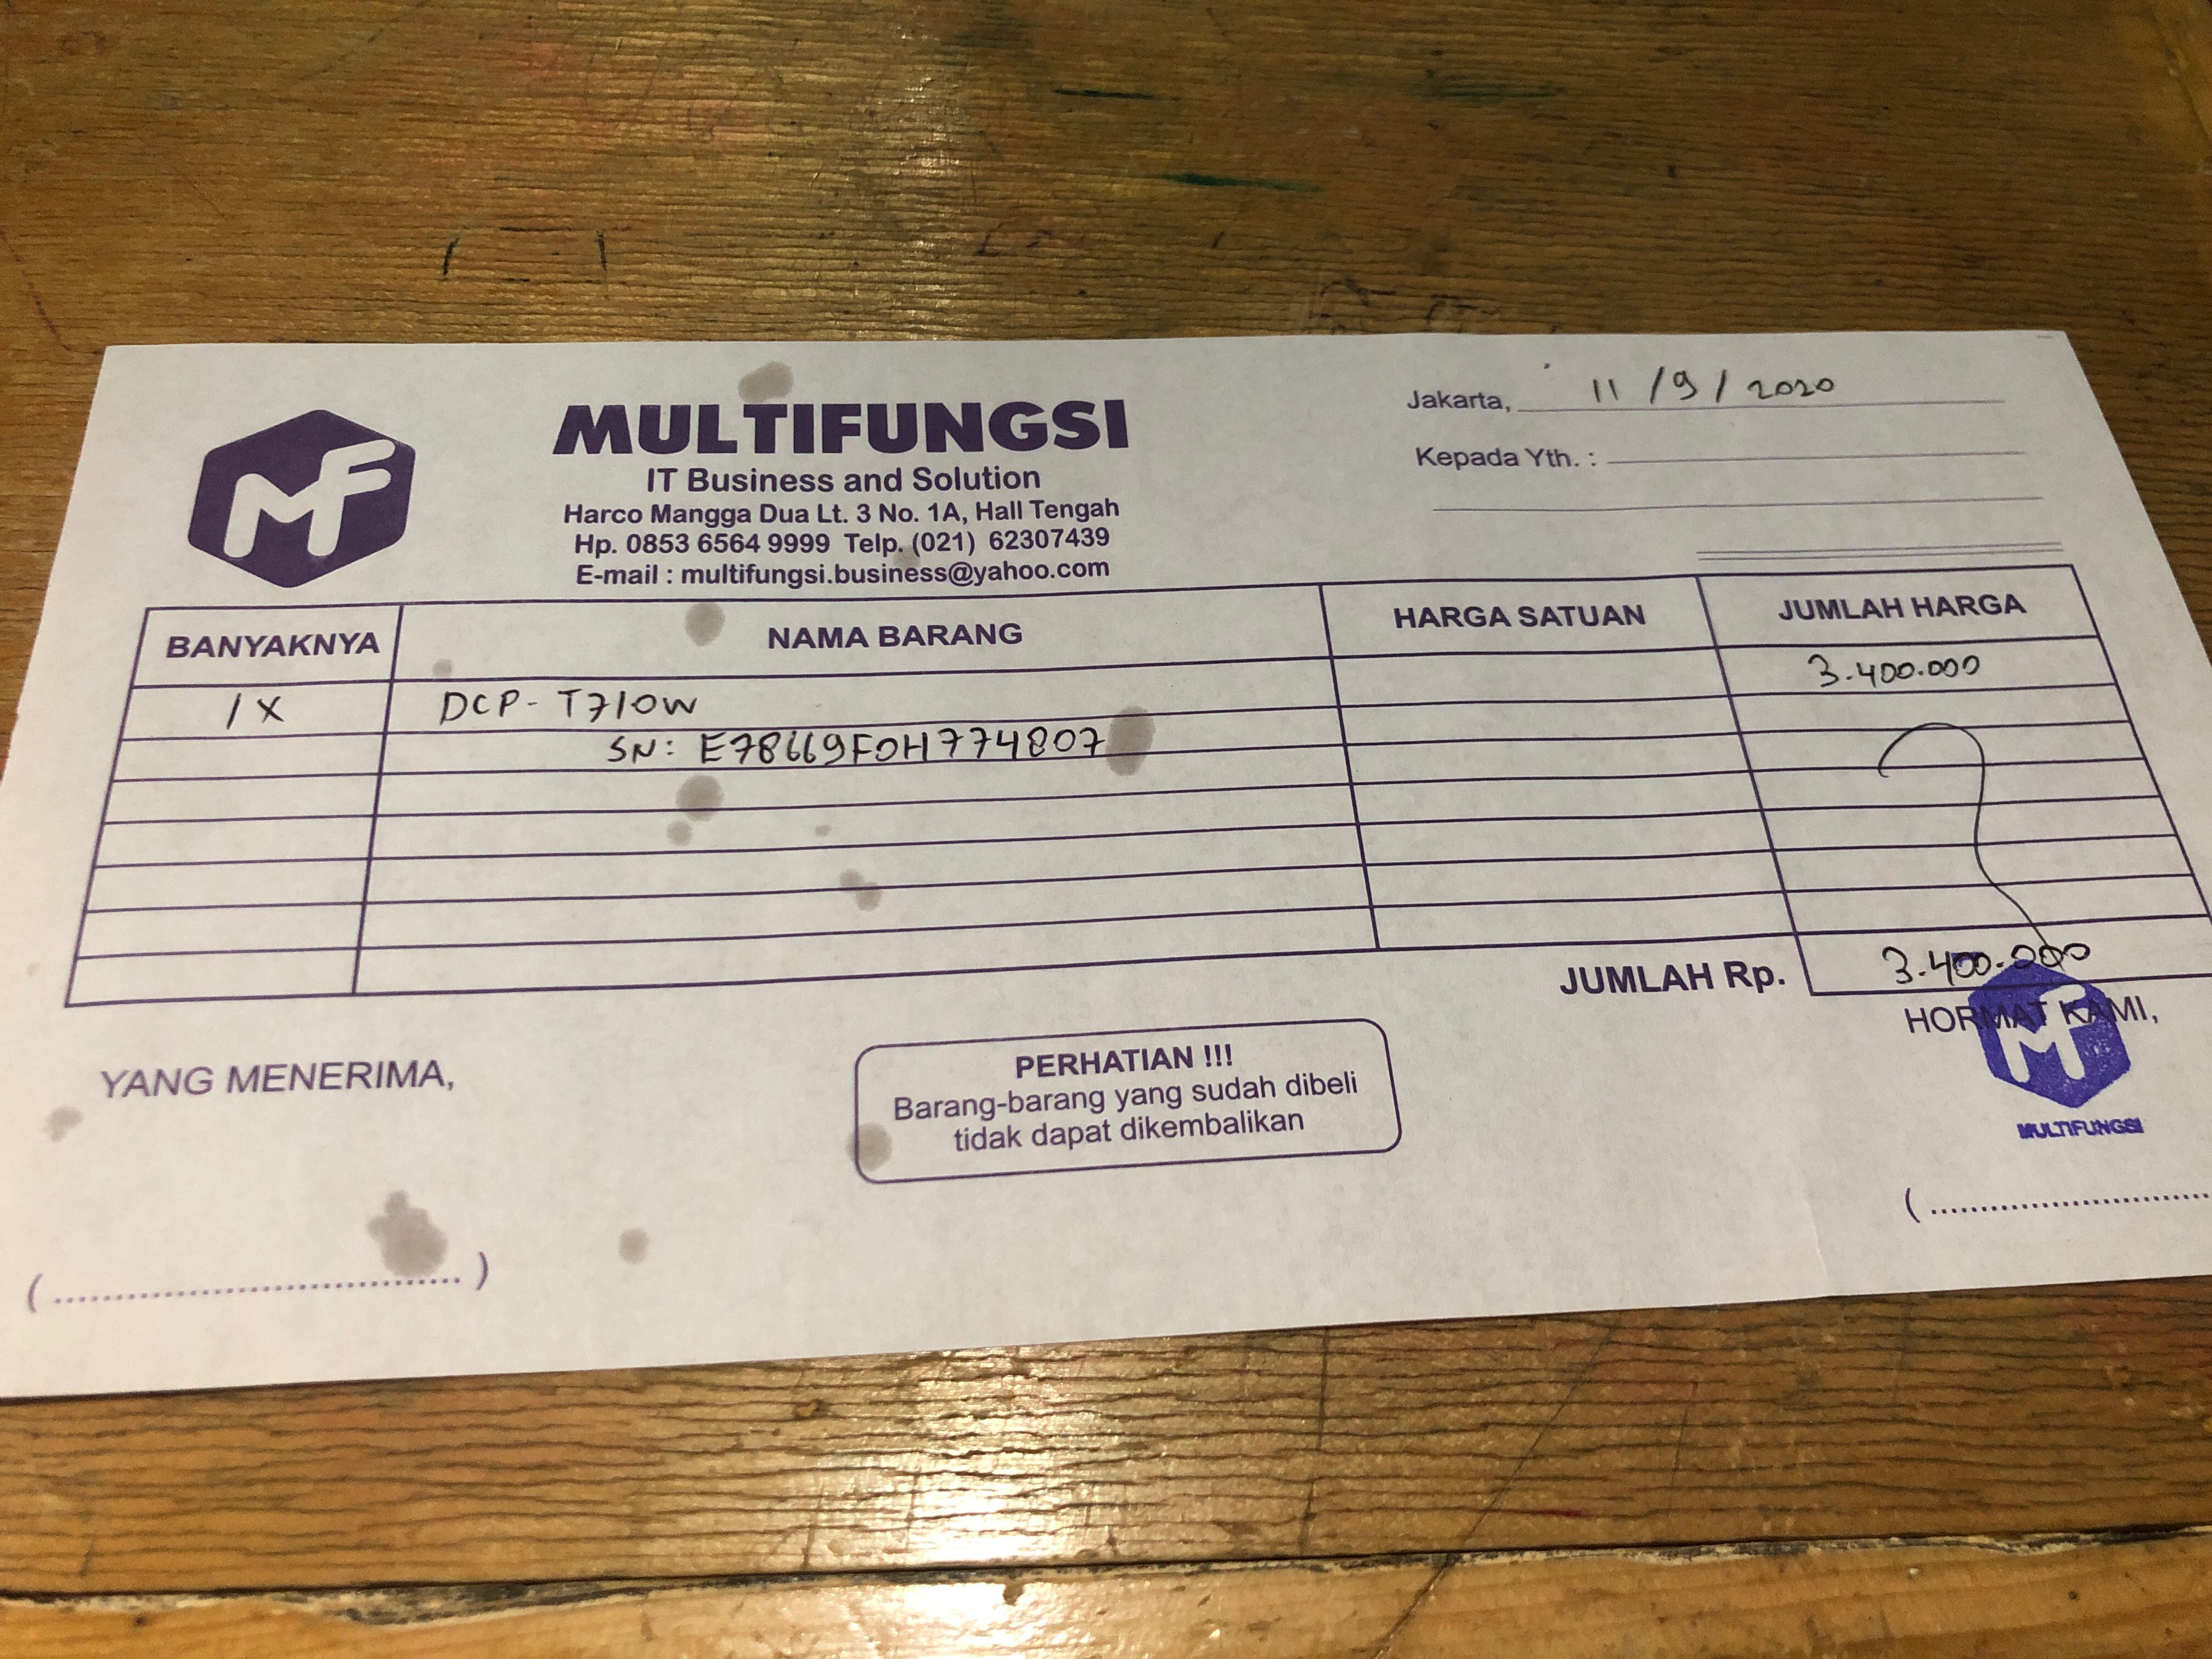 MF
MULTIFUNGSI
IT Business and Solution
Harco Mangga Dua Lt. 3 No. 1A, Hall Tengah
Hp. 0853 6564 9999 Telp. (021) 62307439
E-mail : multifungsi.business@yahoo.com
Jakarta, 11/9/2020
Kepada Yth. :
BANYAKNYA NAMA BARANG HARGA SATUAN JUMLAH HARGA
1X DCP-T710W 3.400.000
SN: E78669F0H774807
JUMLAH Rp. 3.400.000
YANG MENERIMA,
PERHATIAN !!!
Barang-barang yang sudah dibeli
tidak dapat dikembalikan
HORMAT KAMI,
MF
MULTIFUNGSI
(....................................)
(............................